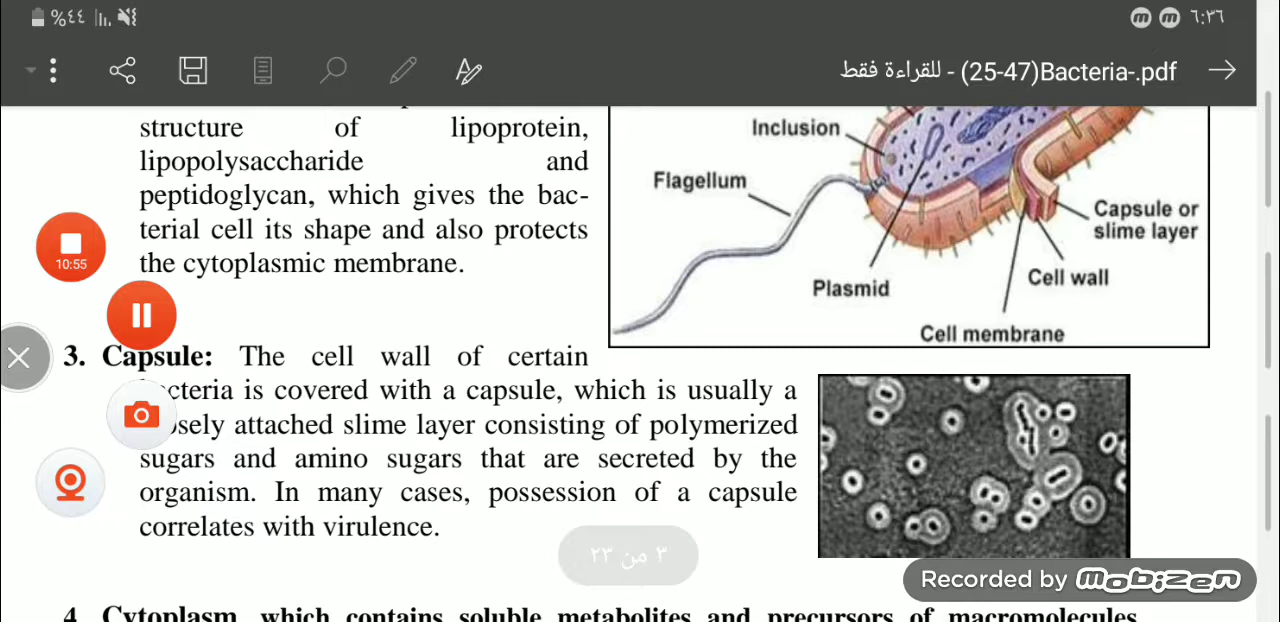 %٤٤
٦:٣٦
(25-47)Bacteria-.pdf - للقراءة فقط
structure of lipoprotein,
lipopolysaccharide and
peptidoglycan, which gives the bac-
terial cell its shape and also protects
the cytoplasmic membrane.
Inclusion
Flagellum
Plasmid
Capsule or
slime layer
Cell wall
Cell membrane
10:55
3. Capsule: The cell wall of certain
is covered with a capsule, which is usually a
attached slime layer consisting of polymerized
sugars and amino sugars that are secreted by the
organism. In many cases, possession of a capsule
correlates with virulence.
٣ من ٢٣
Recorded by Mobizen
4. Cytoplasm, which contains soluble metabolites and precursors of macromolecules